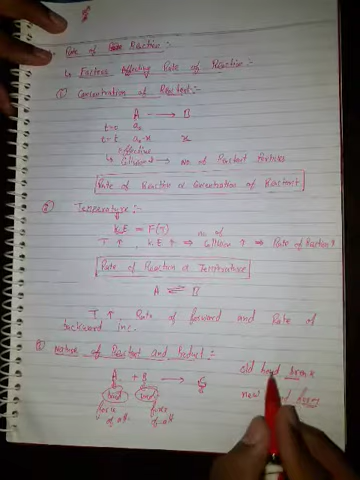 Rate of Reaction :-
↳ Factors Affecting Rate of Reaction :-
① Concentration of Reactant :-
A ⟶ B
t=0 a₀
t=t a₀-x x
effective
↳ Collision ⟶ no. of Reactant
Rate of Reaction α Concentration of Reactant
② Temperature :-
K.E = F(T)
T ↑ , K.E ↑ ⇒ no. of Collision ↑ ⇒ Rate of Reaction ↑
Rate of Reaction α Temperature
A ⇌ B
T ↑ Rate of forward and Rate of
backward inc.
③ Nature of Reactant and Product :-
A + B ⟶ C
old bond break
new bond form
force force
of att. of att.